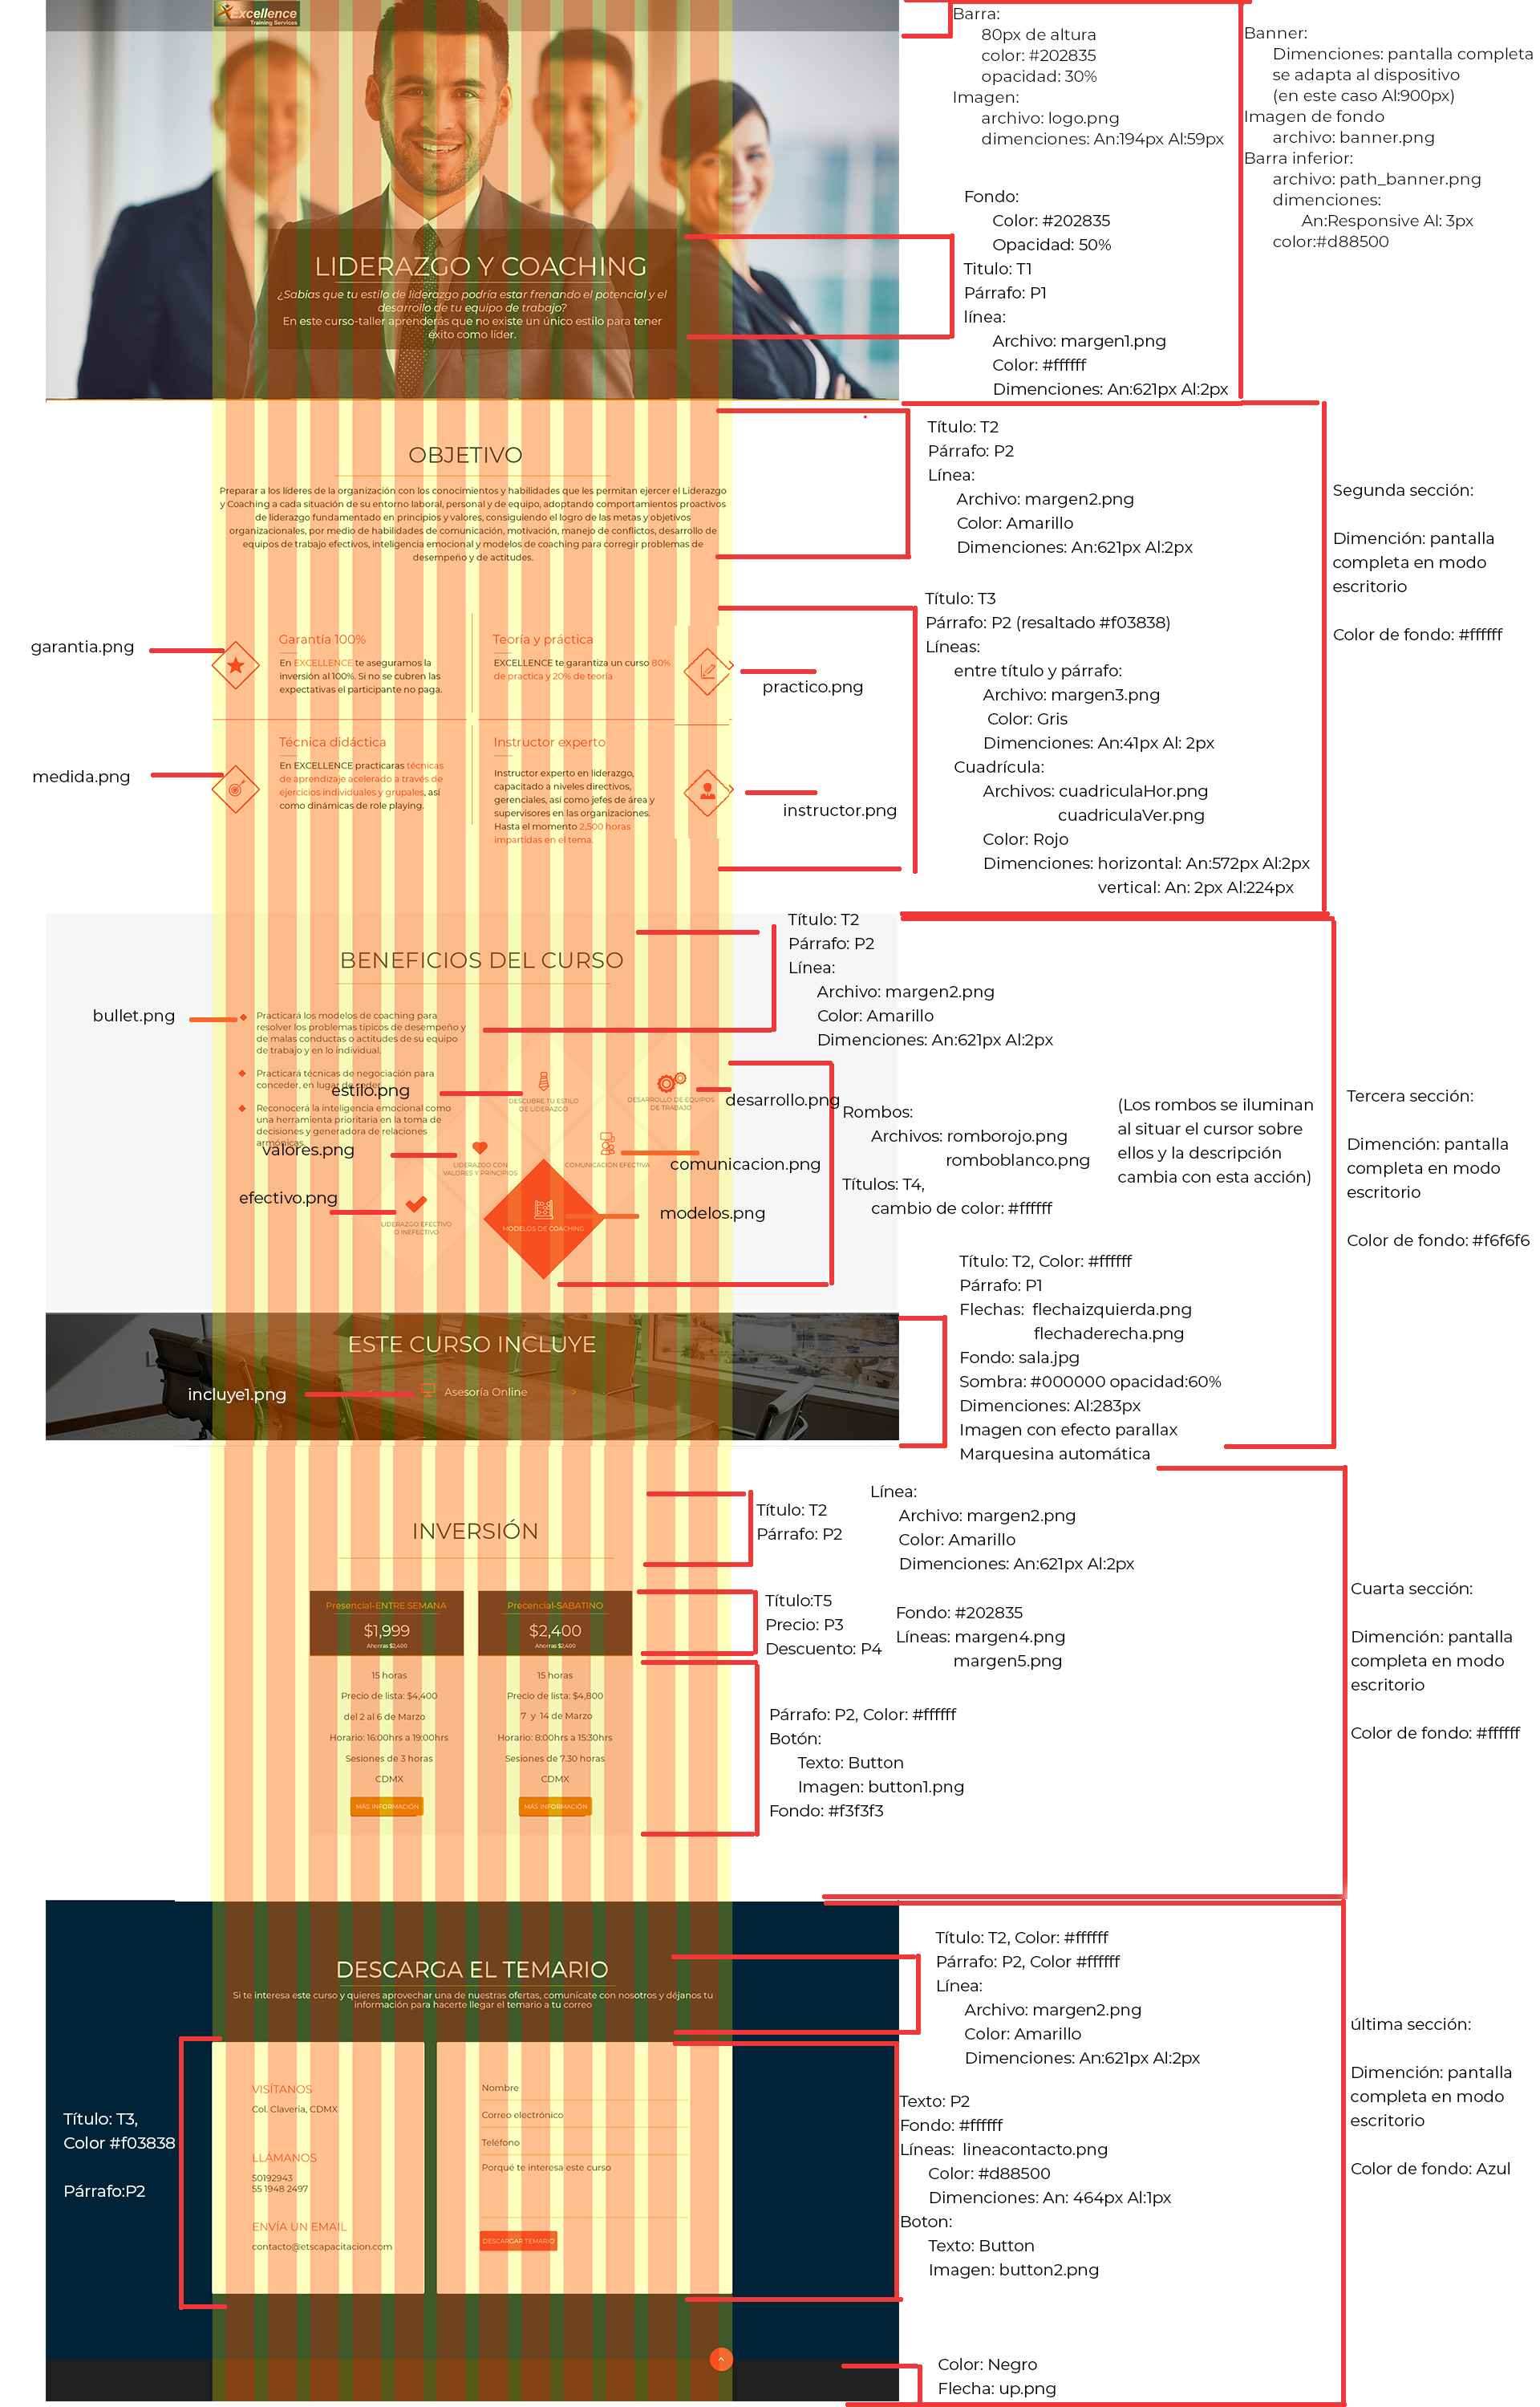 Excellence
Training Services
Barra:
80px de altura
color: #202835
opacidad: 30%
Imagen:
archivo: logo.png
dimenciones: An:194px Al:59px
Banner:
Dimenciones: pantalla completa
se adapta al dispositivo
(en este caso Al:900px)
Imagen de fondo
archivo: banner.png
Barra inferior:
archivo: path_banner.png
dimenciones:
An:Responsive Al: 3px
color:#d88500
Fondo:
Color: #202835
Opacidad: 50%
Titulo: T1
Párrafo: P1
línea:
Archivo: margen1.png
Color: #ffffff
Dimenciones: An:621px Al:2px
LIDERAZGO Y COACHING
¿Sabias que tu estilo de liderazgo podría estar frenando el potencial y el
desarrollo de tu equipo de trabajo?
En este curso-taller aprenderás que no existe un único estilo para tener
éxito como líder.
OBJETIVO
Preparar a los líderes de la organización con los conocimientos y habilidades que les permitan ejercer el Liderazgo
y Coaching a cada situación de su entorno laboral, personal y de equipo, adoptando comportamientos proactivos
de liderazgo fundamentado en principios y valores, consiguiendo el logro de las metas y objetivos
organizacionales, por medio de habilidades de comunicación, motivación, manejo de conflictos, desarrollo de
equipos de trabajo efectivos, inteligencia emocional y modelos de coaching para corregir problemas de
desempeño y de actitudes.
Título: T2
Párrafo: P2
Línea:
Archivo: margen2.png
Color: Amarillo
Dimenciones: An:621px Al:2px
Segunda sección:
Dimención: pantalla
completa en modo
escritorio
Color de fondo: #ffffff
garantia.png
Garantía 100%
En EXCELLENCE te aseguramos la
inversión al 100%. Si no se cubren las
expectativas el participante no paga.
Teoría y práctica
EXCELLENCE te garantiza un curso 80%
de practica y 20% de teoría
practico.png
medida.png
Técnica didáctica
En EXCELLENCE practicaras técnicas
de aprendizaje acelerado a través de
ejercicios individuales y grupales, así
como dinámicas de role playing.
Instructor experto
Instructor experto en liderazgo,
capacitado a niveles directivos,
gerenciales, así como jefes de área y
supervisores en las organizaciones.
Hasta el momento 2,500 horas
impartidas en el tema.
instructor.png
Título: T3
Párrafo: P2 (resaltado #f03838)
Líneas:
entre título y párrafo:
Archivo: margen3.png
Color: Gris
Dimenciones: An:41px Al: 2px
Cuadrícula:
Archivos: cuadriculaHor.png
cuadriculaVer.png
Color: Rojo
Dimenciones: horizontal: An:572px Al:2px
vertical: An: 2px Al:224px
BENEFICIOS DEL CURSO
Título: T2
Párrafo: P2
Línea:
Archivo: margen2.png
Color: Amarillo
Dimenciones: An:621px Al:2px
bullet.png
Practicará los modelos de coaching para
resolver los problemas típicos de desempeño y
de malas conductas o actitudes de su equipo
de trabajo y en lo individual.
Practicará técnicas de negociación para
conceder, en lugar de ceder.
Reconocerá la inteligencia emocional como
una herramienta prioritaria en la toma de
decisiones y generadora de relaciones
armónicas.
estilo.png
DESCUBRE TU ESTILO
DE LIDERAZGO
DESARROLLO DE EQUIPOS
DE TRABAJO
desarrollo.png
valores.png
LIDERAZGO CON
VALORES Y PRINCIPIOS
COMUNICACIÓN EFECTIVA
comunicacion.png
efectivo.png
LIDERAZGO EFECTIVO
O INEFECTIVO
MODELOS DE COACHING
modelos.png
Rombos:
Archivos: romborojo.png
romboblanco.png
Títulos: T4,
cambio de color: #ffffff
(Los rombos se iluminan
al situar el cursor sobre
ellos y la descripción
cambia con esta acción)
Tercera sección:
Dimención: pantalla
completa en modo
escritorio
Color de fondo: #f6f6f6
ESTE CURSO INCLUYE
incluye1.png
Asesoría Online
Título: T2, Color: #ffffff
Párrafo: P1
Flechas: flechaizquierda.png
flechaderecha.png
Fondo: sala.jpg
Sombra: #000000 opacidad:60%
Dimenciones: Al:283px
Imagen con efecto parallax
Marquesina automática
INVERSIÓN
Título: T2
Párrafo: P2
Línea:
Archivo: margen2.png
Color: Amarillo
Dimenciones: An:621px Al:2px
Presencial-ENTRE SEMANA
$1,999
Ahorras $2,400
15 horas
Precio de lista: $4,400
del 2 al 6 de Marzo
Horario: 16:00hrs a 19:00hrs
Sesiones de 3 horas
CDMX
MÁS INFORMACIÓN
Precencial-SABATINO
$2,400
Ahorras $2,400
15 horas
Precio de lista: $4,800
7 y 14 de Marzo
Horario: 8:00hrs a 15:30hrs
Sesiones de 7.30 horas
CDMX
MÁS INFORMACIÓN
Título:T5
Precio: P3
Descuento: P4
Fondo: #202835
Líneas: margen4.png
margen5.png
Párrafo: P2, Color: #ffffff
Botón:
Texto: Button
Imagen: button1.png
Fondo: #f3f3f3
Cuarta sección:
Dimención: pantalla
completa en modo
escritorio
Color de fondo: #ffffff
DESCARGA EL TEMARIO
Si te interesa este curso y quieres aprovechar una de nuestras ofertas, comunícate con nosotros y déjanos tu
información para hacerte llegar el temario a tu correo
Título: T2, Color: #ffffff
Párrafo: P2, Color #ffffff
Línea:
Archivo: margen2.png
Color: Amarillo
Dimenciones: An:621px Al:2px
Título: T3,
Color #f03838
Párrafo:P2
VISÍTANOS
Col. Claveria, CDMX
LLÁMANOS
50192943
55 1948 2497
ENVÍA UN EMAIL
contacto@etscapacitacion.com
Nombre
Correo electrónico
Teléfono
Porqué te interesa este curso
DESCARGAR TEMARIO
Texto: P2
Fondo: #ffffff
Líneas: lineacontacto.png
Color: #d88500
Dimenciones: An: 464px Al:1px
Boton:
Texto: Button
Imagen: button2.png
última sección:
Dimención: pantalla
completa en modo
escritorio
Color de fondo: Azul
Color: Negro
Flecha: up.png